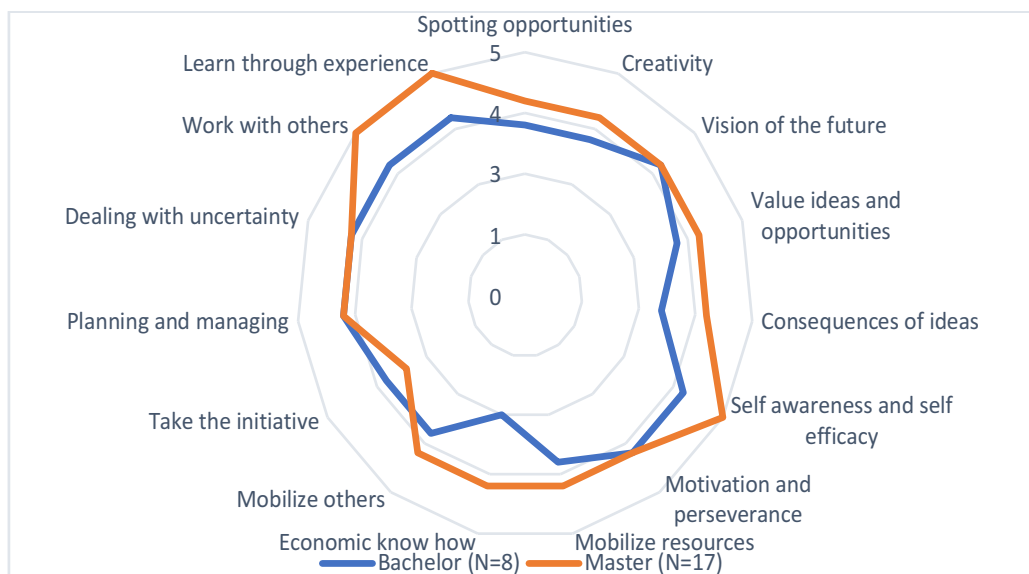 Spotting opportunities
Creativity
Vision of the future
Value ideas and
opportunities
Consequences of ideas
Self awareness and self
efficacy
Motivation and
perseverance
Mobilize resources
Economic know how
Mobilize others
Take the initiative
Planning and managing
Dealing with uncertainty
Work with others
Learn through experience
5
4
3
1
0
Bachelor (N=8)
Master (N=17)